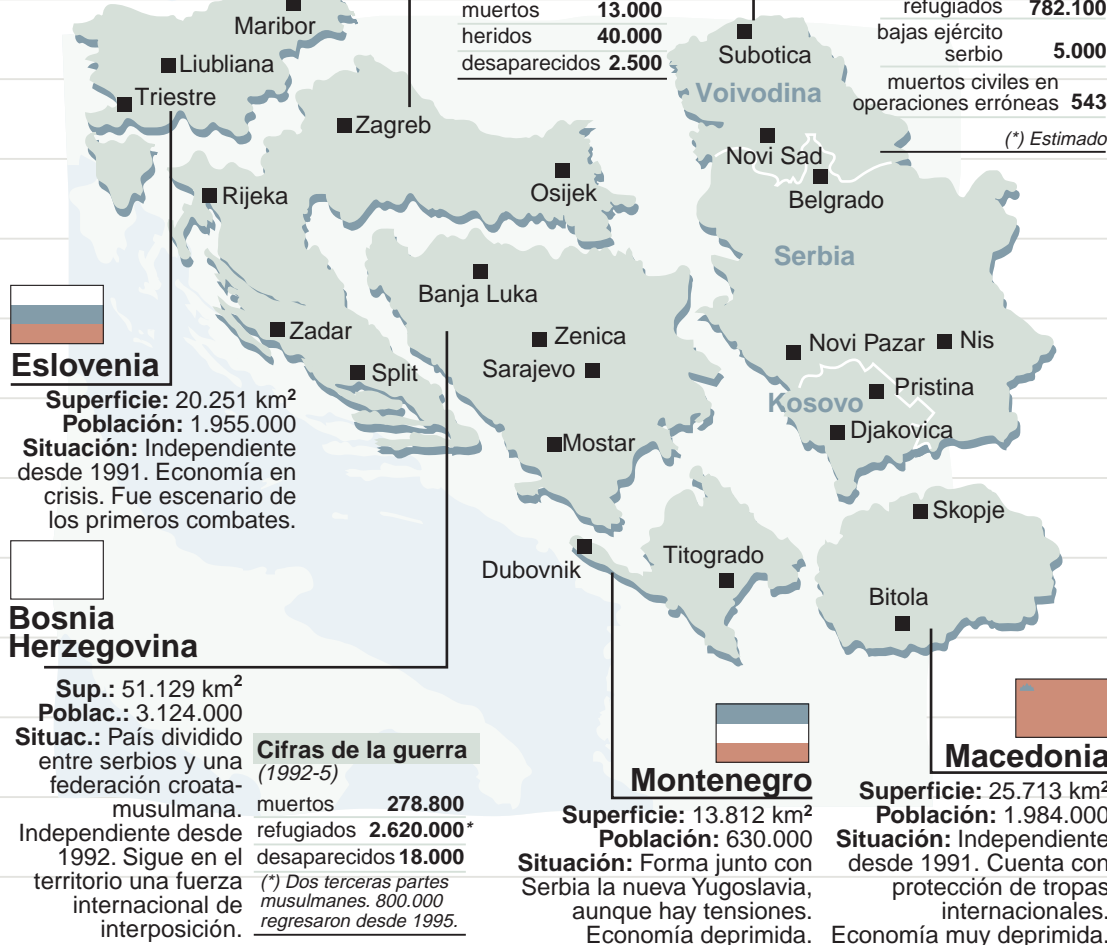 muertos 13.000
heridos 40.000
desaparecidos 2.500
refugiados 782.100
bajas ejército
serbio 5.000
muertos civiles en
operaciones erróneas 543
(*) Estimado
Maribor
Liubliana
Triestre
Zagreb
Rijeka
Osijek
Subotica
Voivodina
Novi Sad
Belgrado
Serbia
Banja Luka
Zadar
Zenica
Split
Sarajevo
Mostar
Novi Pazar
Nis
Pristina
Kosovo
Djakovica
Skopje
Dubovnik
Titogrado
Bitola
Eslovenia
Superficie: 20.251 km²
Población: 1.955.000
Situación: Independiente
desde 1991. Economía en
crisis. Fue escenario de
los primeros combates.
Bosnia
Herzegovina
Sup.: 51.129 km²
Poblac.: 3.124.000
Situac.: País dividido
entre serbios y una
federación croata-
musulmana.
Independiente desde
1992. Sigue en el
territorio una fuerza
internacional de
interposición.
Cifras de la guerra
(1992-5)
muertos 278.800
refugiados 2.620.000*
desaparecidos 18.000
(*) Dos terceras partes
musulmanes. 800.000
regresaron desde 1995.
Montenegro
Superficie: 13.812 km²
Población: 630.000
Situación: Forma junto con
Serbia la nueva Yugoslavia,
aunque hay tensiones.
Economía deprimida.
Macedonia
Superficie: 25.713 km²
Población: 1.984.000
Situación: Independiente
desde 1991. Cuenta con
protección de tropas
internacionales.
Economía muy deprimida.